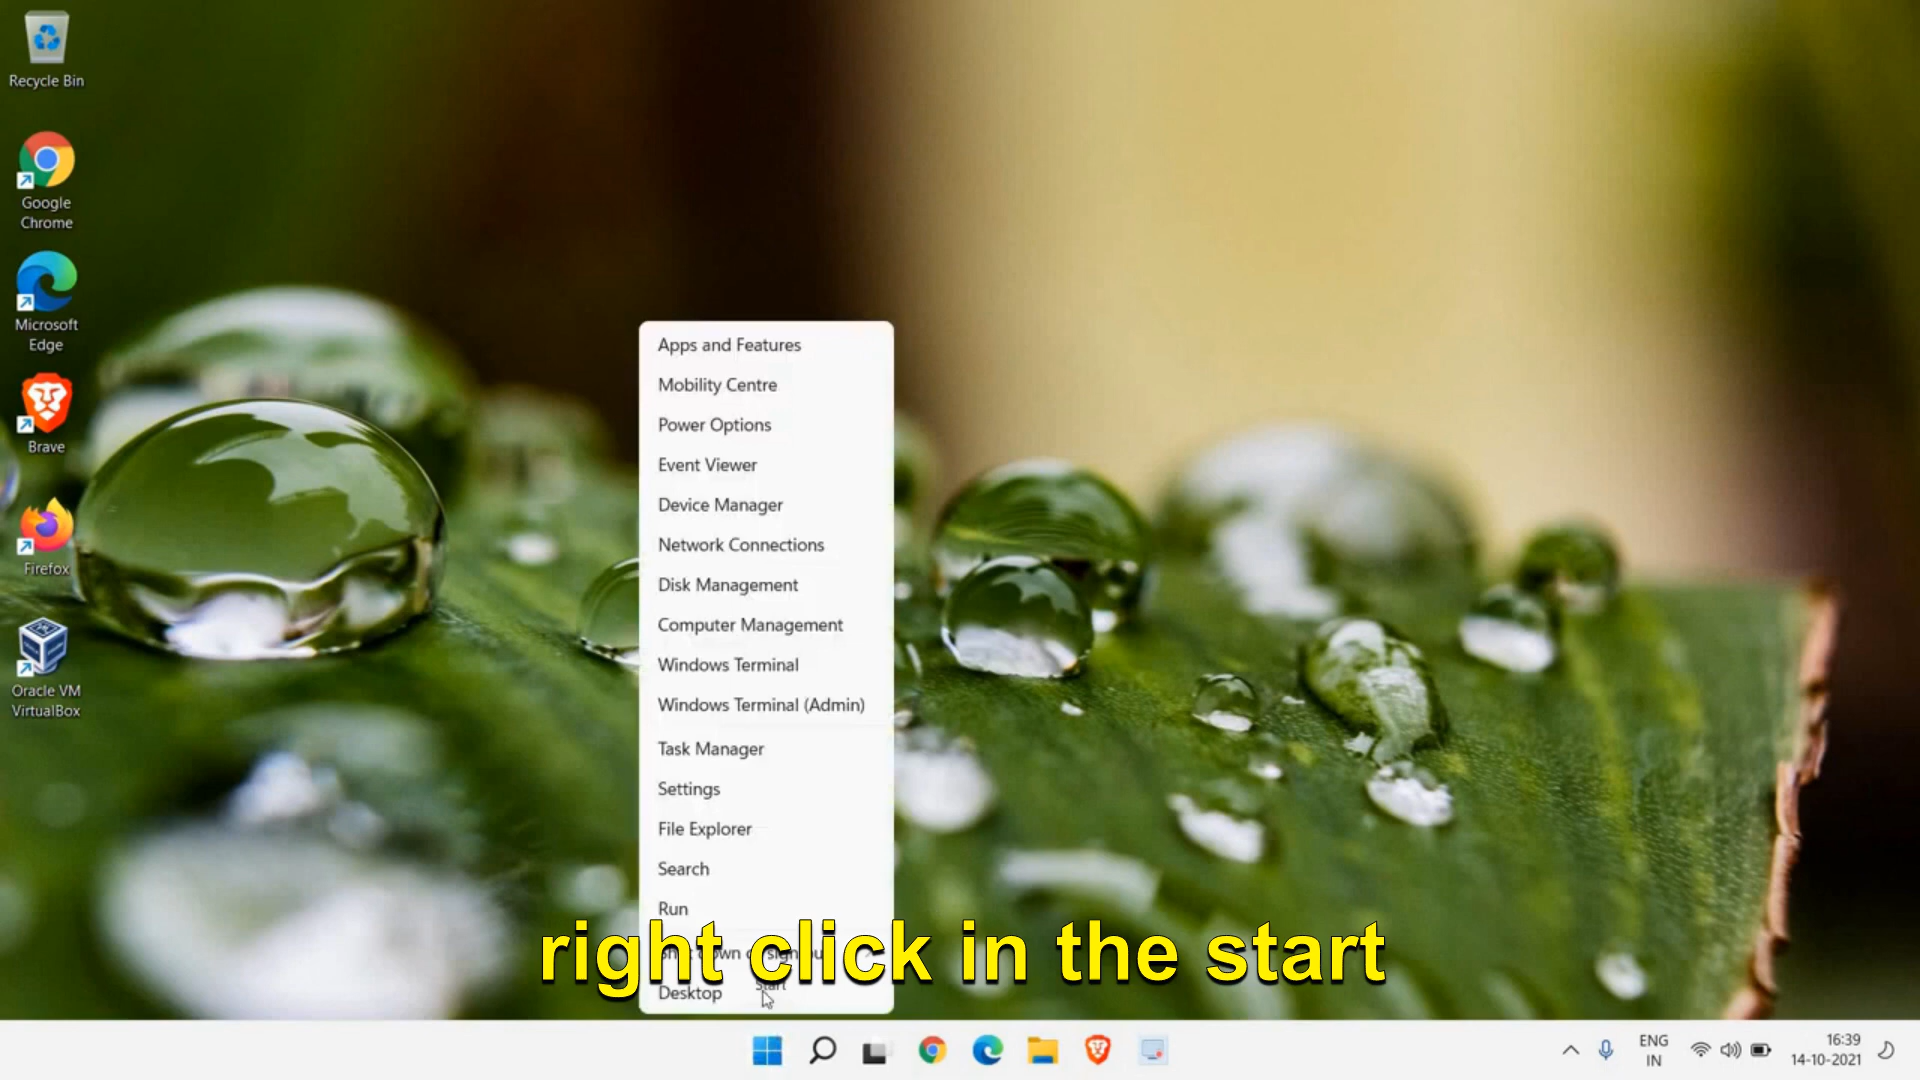 Recycle Bin
Google
Chrome
Microsoft
Edge
Brave
Firefox
Oracle VM
VirtualBox
Apps and Features
Mobility Centre
Power Options
Event Viewer
Device Manager
Network Connections
Disk Management
Computer Management
Windows Terminal
Windows Terminal (Admin)
Task Manager
Settings
File Explorer
Search
Run
right click in the start
Desktop
Start
ENG
IN
16:39
14-10-2021